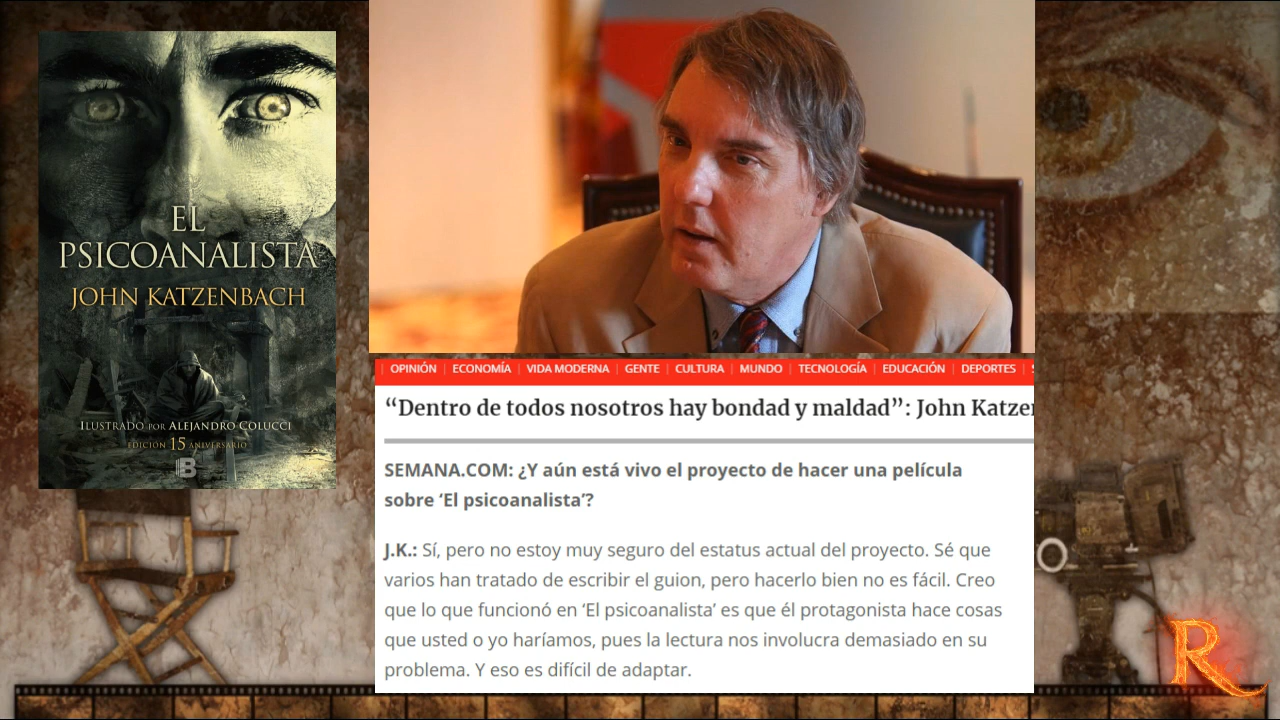 EL
PSICOANALISTA
JOHN KATZENBACH
ILUSTRADO POR ALEJANDRO COLUCCI
EDICIÓN 15 ANIVERSARIO
B
OPINIÓN | ECONOMÍA | VIDA MODERNA | GENTE | CULTURA | MUNDO | TECNOLOGÍA | EDUCACIÓN | DEPORTES |
“Dentro de todos nosotros hay bondad y maldad”: John Katze
SEMANA.COM: ¿Y aún está vivo el proyecto de hacer una película
sobre ‘El psicoanalista’?
J.K.: Sí, pero no estoy muy seguro del estatus actual del proyecto. Sé que
varios han tratado de escribir el guion, pero hacerlo bien no es fácil. Creo
que lo que funcionó en ‘El psicoanalista’ es que él protagonista hace cosas
que usted o yo haríamos, pues la lectura nos involucra demasiado en su
problema. Y eso es difícil de adaptar.
R